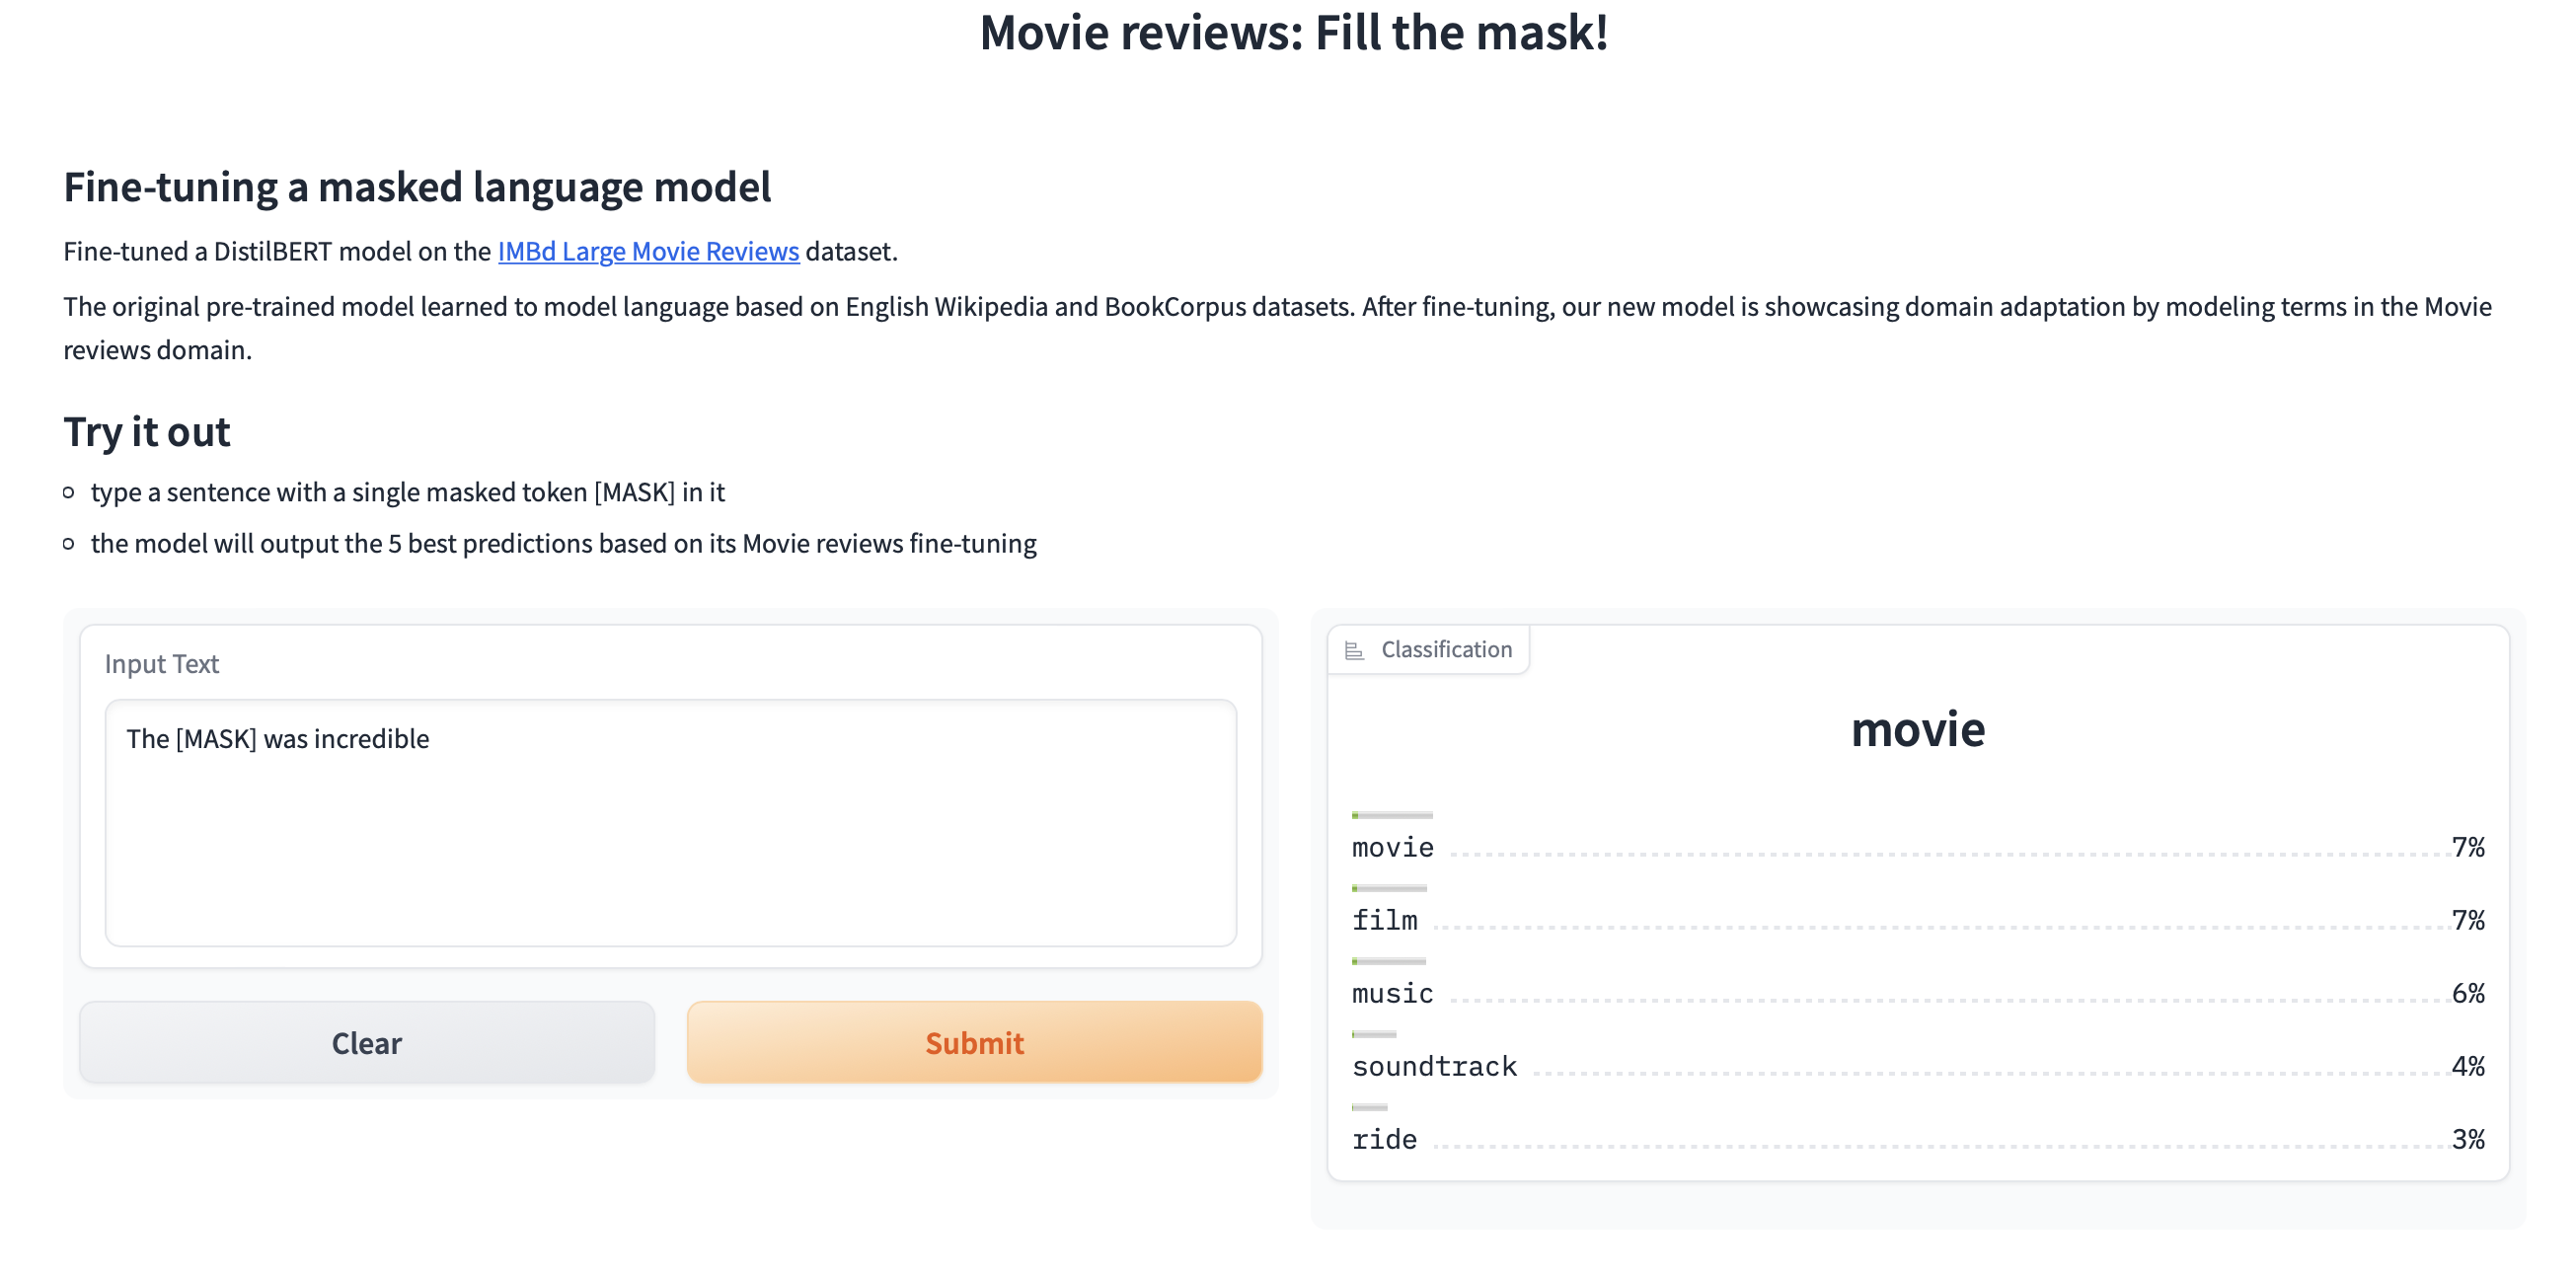 Movie reviews: Fill the mask!
Fine-tuning a masked language model
Fine-tuned a DistilBERT model on the IMBd Large Movie Reviews dataset.
The original pre-trained model learned to model language based on English Wikipedia and BookCorpus datasets. After fine-tuning, our new model is showcasing domain adaptation by modeling terms in the Movie
reviews domain.
Try it out
type a sentence with a single masked token [MASK] in it
the model will output the 5 best predictions based on its Movie reviews fine-tuning
Input Text
The [MASK] was incredible
Clear
Submit
Classification
movie
movie 7%
film 7%
music 6%
soundtrack 4%
ride 3%